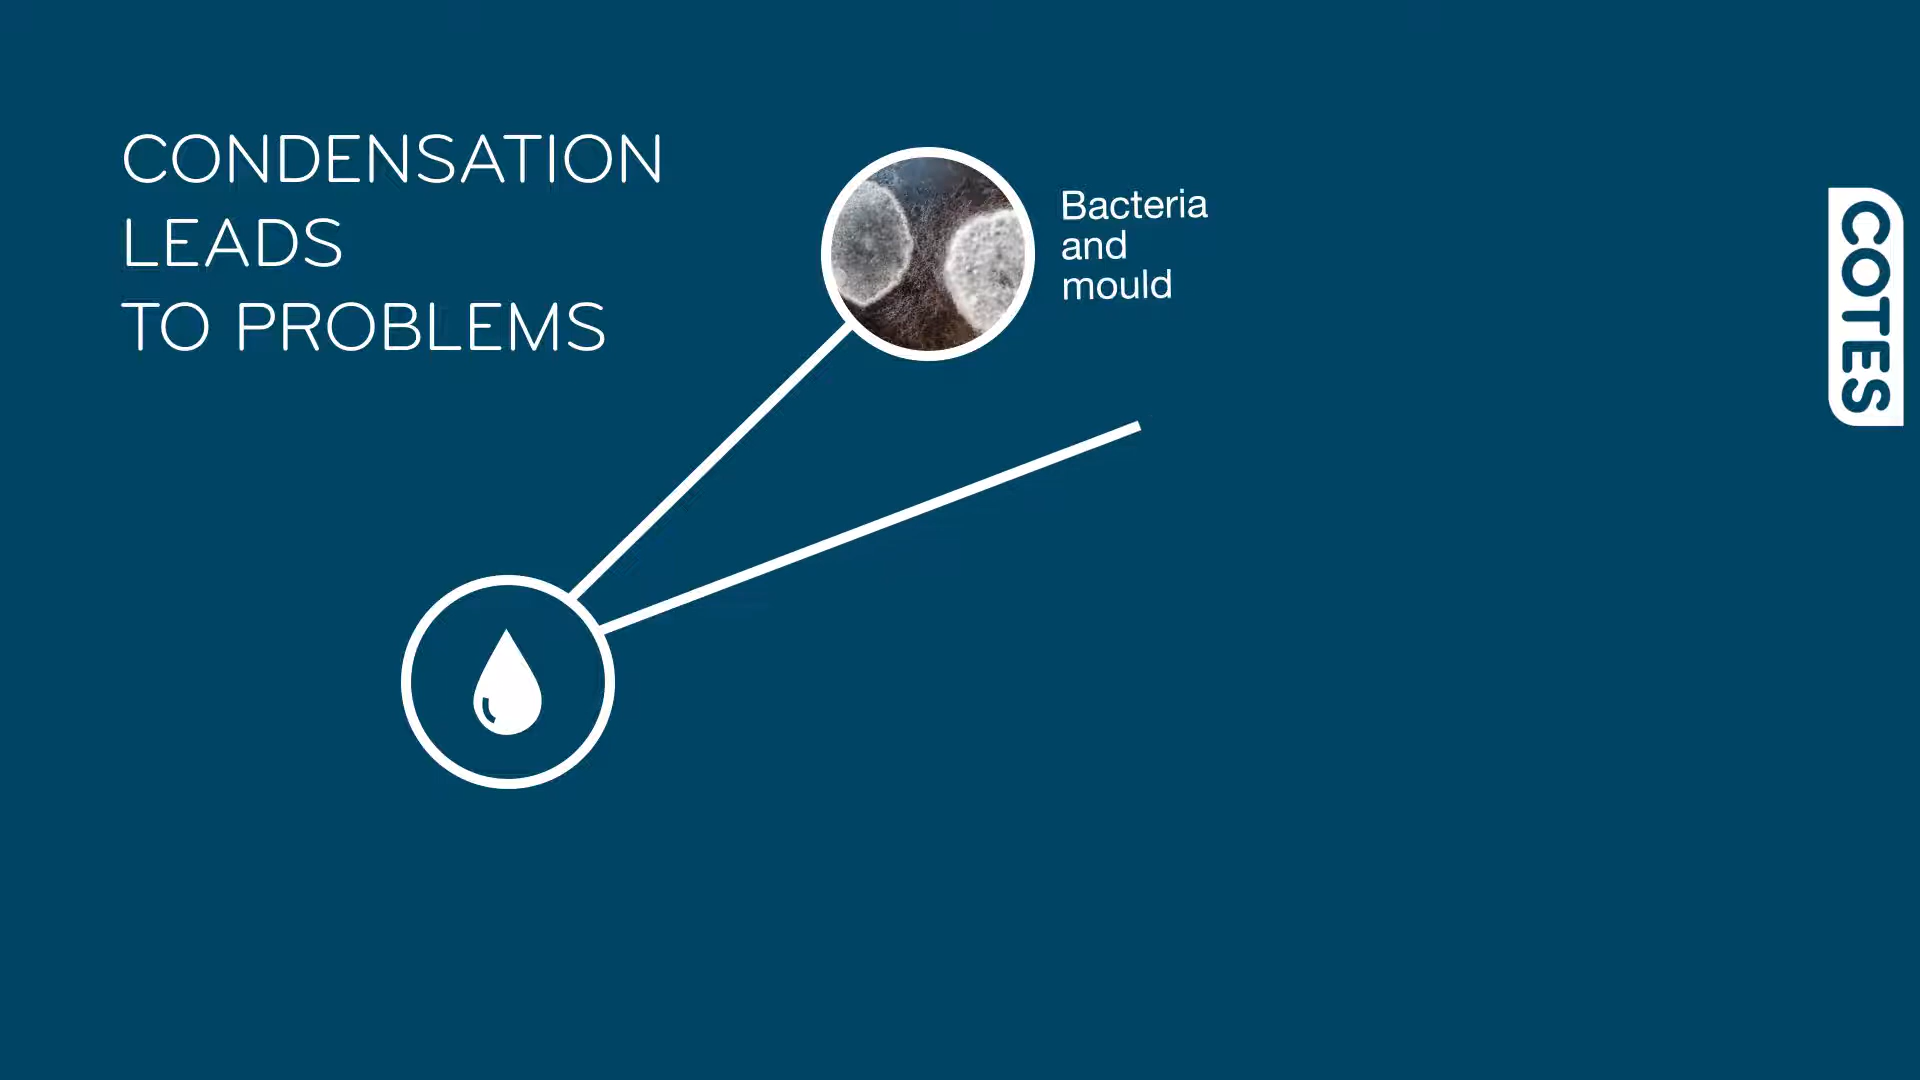 CONDENSATION
LEADS
TO PROBLEMS
Bacteria
and
mould
COTES